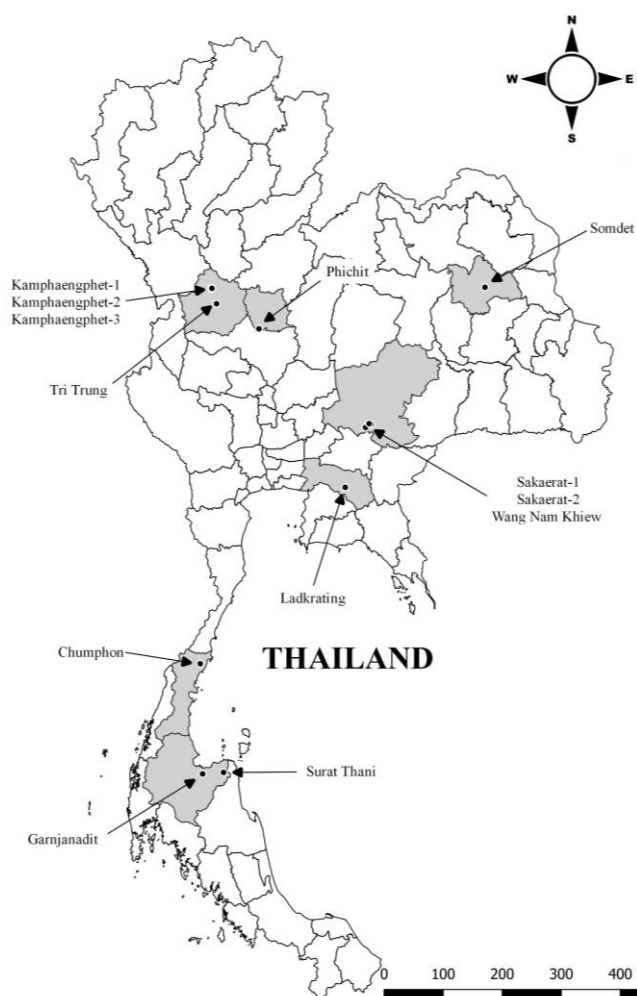 N
W E
S
Somdet
Phichit
Kamphaengphet-1
Kamphaengphet-2
Kamphaengphet-3
Tri Trung
Sakaerat-1
Sakaerat-2
Wang Nam Khiew
Ladkrating
Chumphon
THAILAND
Surat Thani
Garnjanadit
0 100 200 300 400